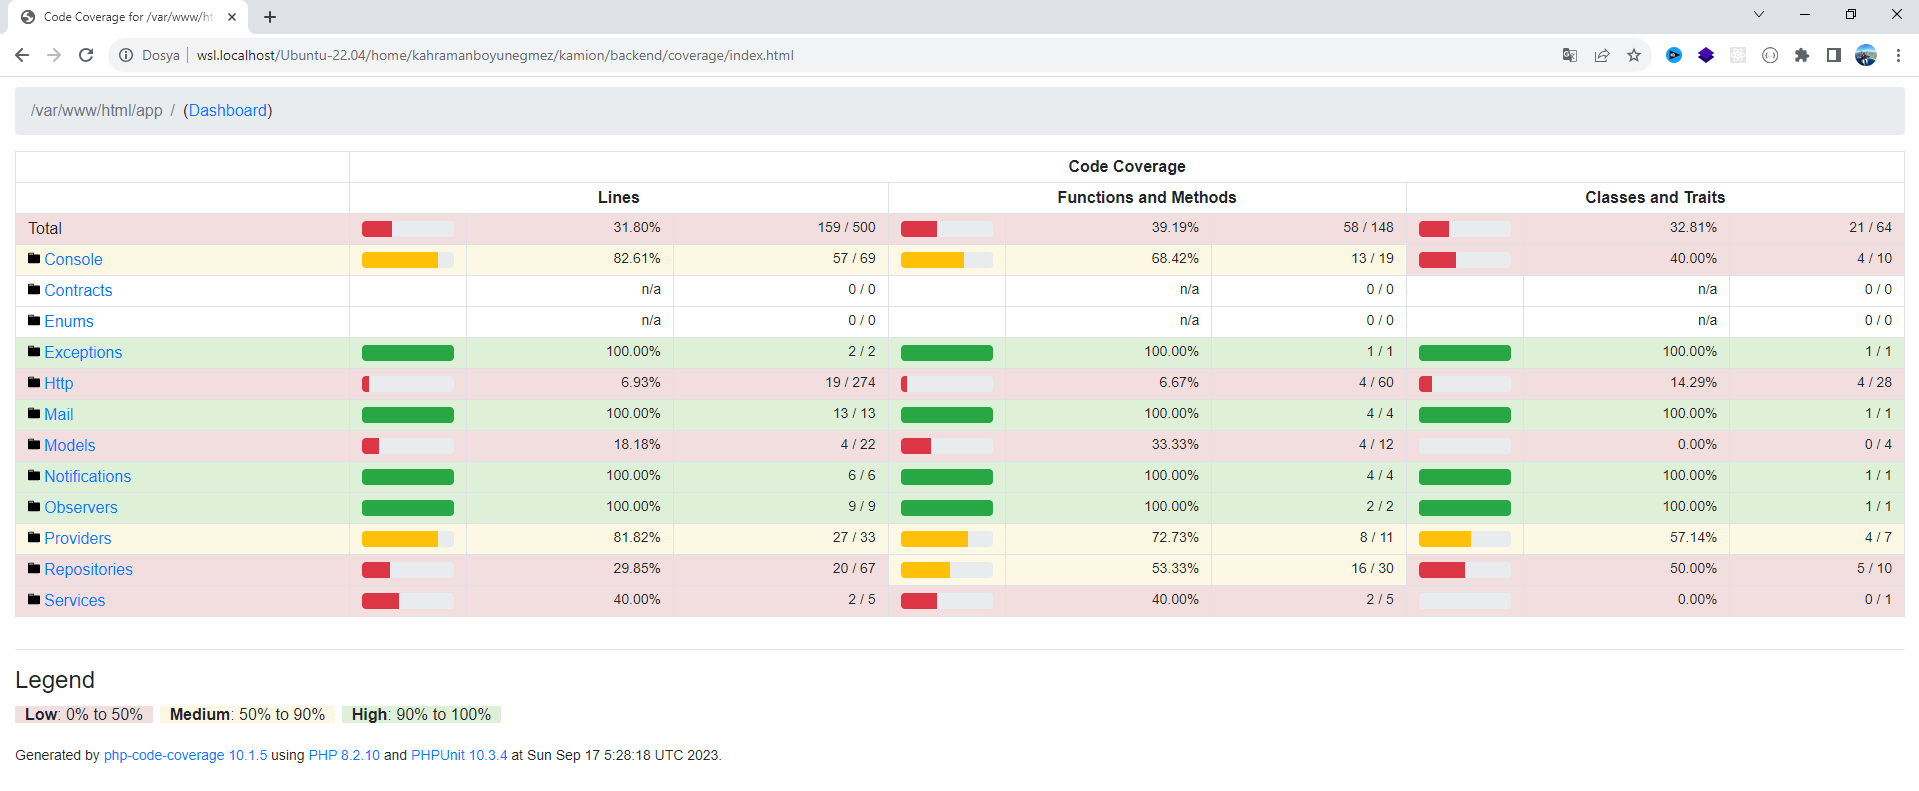 Code Coverage for /var/www/ht
Dosya wsl.localhost/Ubuntu-22.04/home/kahramanboyunegmez/kamion/backend/coverage/index.html
/var/www/html/app / (Dashboard)
Code Coverage
Lines Functions and Methods Classes and Traits
Total 31.80% 159 / 500 39.19% 58 / 148 32.81% 21 / 64
Console 82.61% 57 / 69 68.42% 13 / 19 40.00% 4 / 10
Contracts n/a 0 / 0 n/a 0 / 0 n/a 0 / 0
Enums n/a 0 / 0 n/a 0 / 0 n/a 0 / 0
Exceptions 100.00% 2 / 2 100.00% 1 / 1 100.00% 1 / 1
Http 6.93% 19 / 274 6.67% 4 / 60 14.29% 4 / 28
Mail 100.00% 13 / 13 100.00% 4 / 4 100.00% 1 / 1
Models 18.18% 4 / 22 33.33% 4 / 12 0.00% 0 / 4
Notifications 100.00% 6 / 6 100.00% 4 / 4 100.00% 1 / 1
Observers 100.00% 9 / 9 100.00% 2 / 2 100.00% 1 / 1
Providers 81.82% 27 / 33 72.73% 8 / 11 57.14% 4 / 7
Repositories 29.85% 20 / 67 53.33% 16 / 30 50.00% 5 / 10
Services 40.00% 2 / 5 40.00% 2 / 5 0.00% 0 / 1
Legend
Low: 0% to 50% Medium: 50% to 90% High: 90% to 100%
Generated by php-code-coverage 10.1.5 using PHP 8.2.10 and PHPUnit 10.3.4 at Sun Sep 17 5:28:18 UTC 2023.